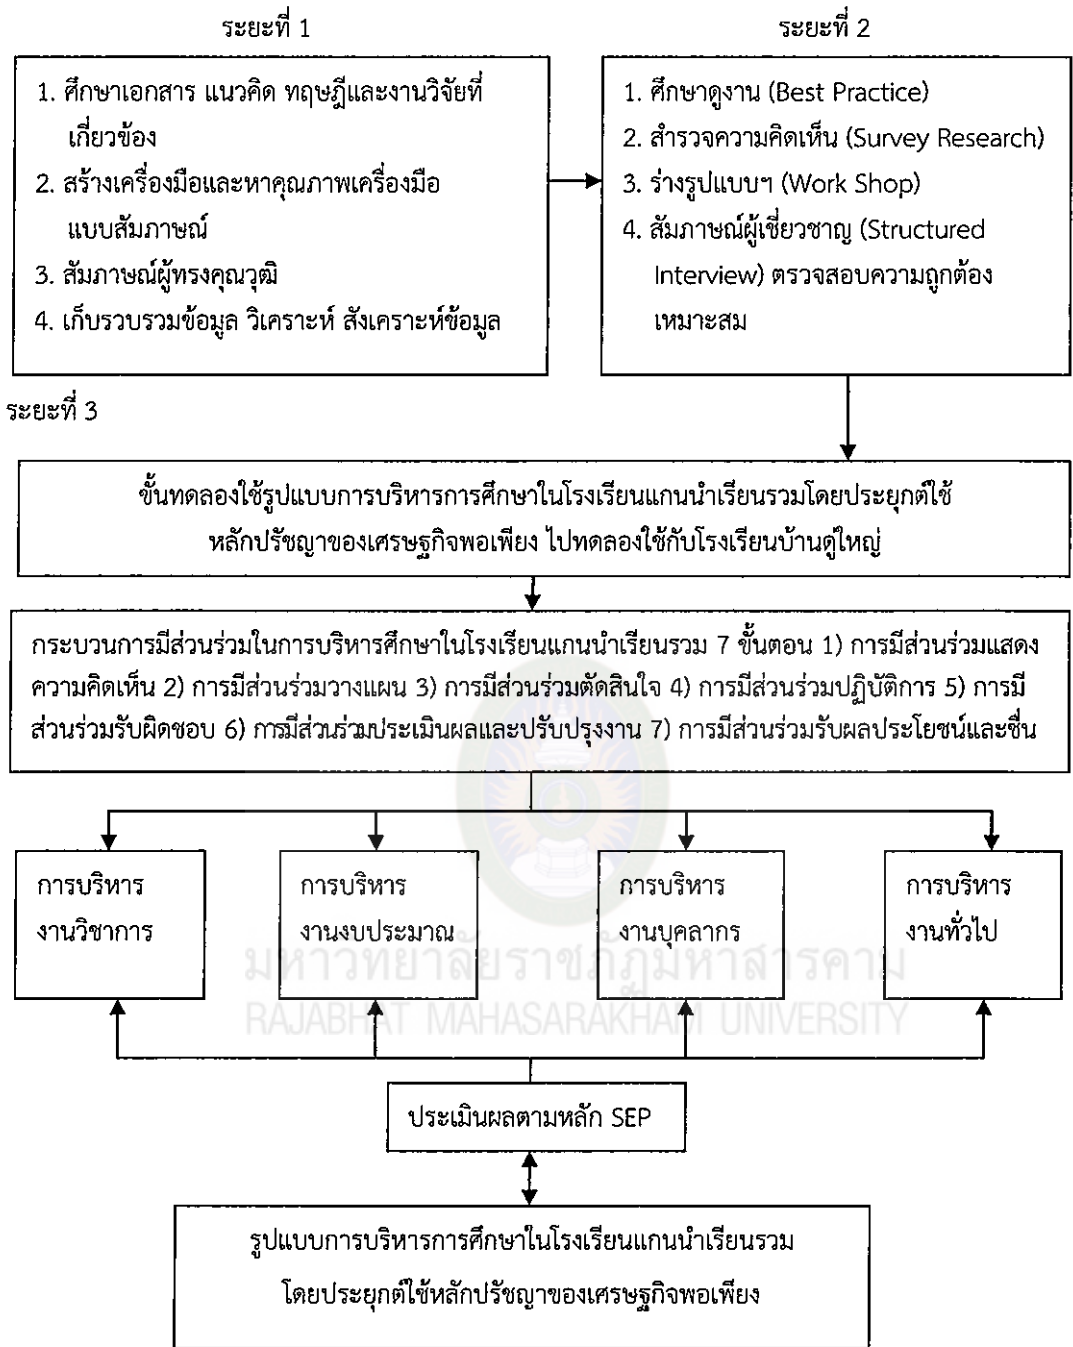 ระยะที่ 1
1. ศึกษาเอกสาร แนวคิด ทฤษฎีและงานวิจัยที่
เกี่ยวข้อง
2. สร้างเครื่องมือและหาคุณภาพเครื่องมือ
แบบสัมภาษณ์
3. สัมภาษณ์ผู้ทรงคุณวุฒิ
4. เก็บรวบรวมข้อมูล วิเคราะห์ สังเคราะห์ข้อมูล
ระยะที่ 2
1. ศึกษาดูงาน (Best Practice)
2. สำรวจความคิดเห็น (Survey Research)
3. ร่างรูปแบบฯ (Work Shop)
4. สัมภาษณ์ผู้เชี่ยวชาญ (Structured
Interview) ตรวจสอบความถูกต้อง
เหมาะสม
ระยะที่ 3
ขั้นทดลองใช้รูปแบบการบริหารการศึกษาในโรงเรียนแกนนำเรียนรวมโดยประยุกต์ใช้
หลักปรัชญาของเศรษฐกิจพอเพียง ไปทดลองใช้กับโรงเรียนบ้านดู่ใหญ่
กระบวนการมีส่วนร่วมในการบริหารศึกษาในโรงเรียนแกนนำเรียนรวม 7 ขั้นตอน 1) การมีส่วนร่วมแสดง
ความคิดเห็น 2) การมีส่วนร่วมวางแผน 3) การมีส่วนร่วมตัดสินใจ 4) การมีส่วนร่วมปฏิบัติการ 5) การมี
ส่วนร่วมรับผิดชอบ 6) การมีส่วนร่วมประเมินผลและปรับปรุงงาน 7) การมีส่วนร่วมรับผลประโยชน์และชื่น
การบริหาร
งานวิชาการ
การบริหาร
งานงบประมาณ
การบริหาร
งานบุคลากร
การบริหาร
งานทั่วไป
มหาวิทยาลัยราชภัฏมหาสารคาม
RAJABHAT MAHASARAKHAM UNIVERSITY
ประเมินผลตามหลัก SEP
รูปแบบการบริหารการศึกษาในโรงเรียนแกนนำเรียนรวม
โดยประยุกต์ใช้หลักปรัชญาของเศรษฐกิจพอเพียง